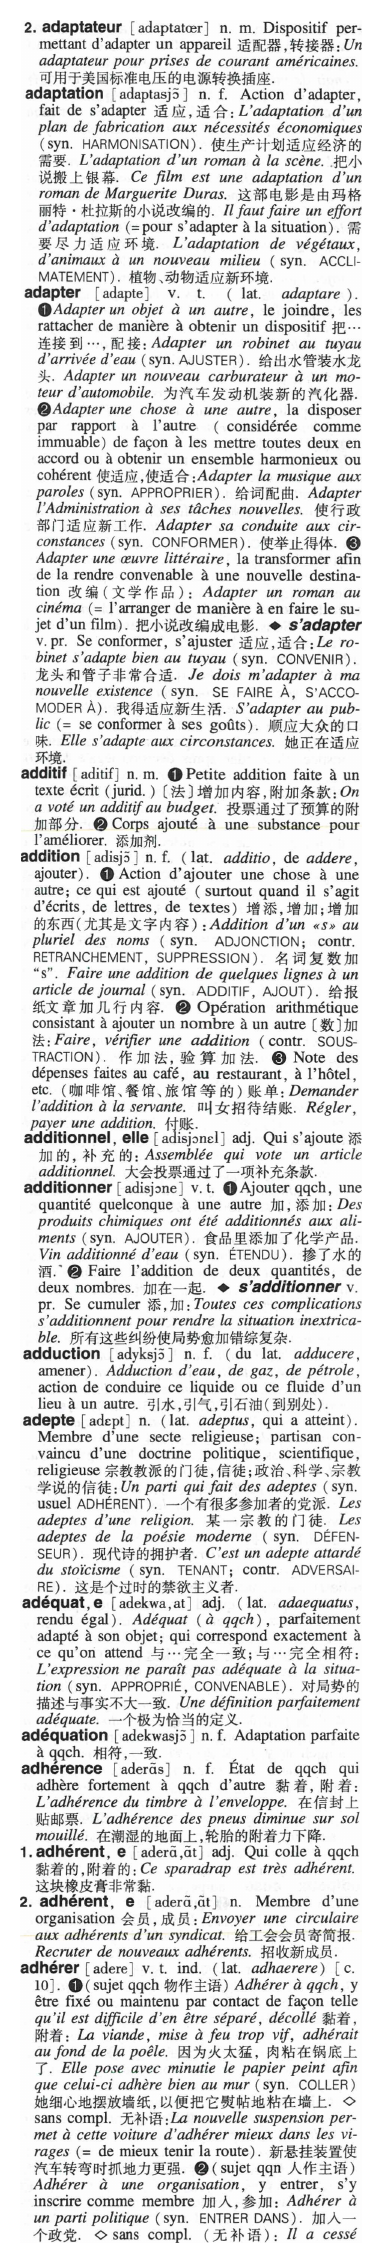 2. adaptateur [adaptatœr] n. m. Dispositif per-
mettant d'adapter un appareil 适配器,转接器: Un
adaptateur pour prises de courant américaines.
可用于美国标准电压的电源转换插座.
adaptation [adaptasjɔ̃] n. f. Action d'adapter,
fait de s'adapter 适应,适合: L'adaptation d'un
plan de fabrication aux nécessités économiques
(syn. HARMONISATION). 使生产计划适应经济的
需要. L'adaptation d'un roman à la scène. 把小
说搬上银幕. Ce film est une adaptation d'un
roman de Marguerite Duras. 这部电影是由玛格
丽特·杜拉斯的小说改编的. Il faut faire un effort
d'adaptation (= pour s'adapter à la situation). 需
要尽力适应环境. L'adaptation de végétaux,
d'animaux à un nouveau milieu (syn. ACCLI-
MATEMENT). 植物、动物适应新环境.
adapter [adapte] v. t. (lat. adaptare).
❶ Adapter un objet à un autre, le joindre, les
rattacher de manière à obtenir un dispositif 把…
连接到…,配接: Adapter un robinet au tuyau
d'arrivée d'eau (syn. AJUSTER). 给出水管装水龙
头. Adapter un nouveau carburateur à un mo-
teur d'automobile. 为汽车发动机装新的汽化器.
❷ Adapter une chose à une autre, la disposer
par rapport à l'autre (considérée comme
immuable) de façon à les mettre toutes deux en
accord ou à obtenir un ensemble harmonieux ou
cohérent 使适应,使适合: Adapter la musique aux
paroles (syn. APPROPRIER). 给词配曲. Adapter
l'Administration à ses tâches nouvelles. 使行政
部门适应新工作. Adapter sa conduite aux cir-
constances (syn. CONFORMER). 使举止得体. ❸
Adapter une œuvre littéraire, la transformer afin
de la rendre convenable à une nouvelle destina-
tion 改编(文学作品): Adapter un roman au
cinéma (= l'arranger de manière à en faire le su-
jet d'un film). 把小说改编成电影. ◆ s'adapter
v. pr. Se conformer, s'ajuster 适应,适合: Le ro-
binet s'adapte bien au tuyau (syn. CONVENIR).
龙头和管子非常合适. Je dois m'adapter à ma
nouvelle existence (syn. SE FAIRE À, S'ACCO-
MODER À). 我得适应新生活. S'adapter au pub-
lic (= se conformer à ses goûts). 顺应大众的口
味. Elle s'adapte aux circonstances. 她正在适应
环境.
additif [aditif] n. m. ❶ Petite addition faite à un
texte écrit (jurid.)〔法〕增加内容,附加条款: On
a voté un additif au budget. 投票通过了预算的附
加部分. ❷ Corps ajouté à une substance pour
l'améliorer. 添加剂.
addition [adisjɔ̃] n. f. (lat. additio, de addere,
ajouter). ❶ Action d'ajouter une chose à une
autre; ce qui est ajouté (surtout quand il s'agit
d'écrits, de lettres, de textes) 增添,增加;增加
的东西(尤其是文字内容): Addition d'un «s» au
pluriel des noms (syn. ADJONCTION; contr.
RETRANCHEMENT, SUPPRESSION). 名词复数加
“s”. Faire une addition de quelques lignes à un
article de journal (syn. ADDITIF, AJOUT). 给报
纸文章加几行内容. ❷ Opération arithmétique
consistant à ajouter un nombre à un autre〔数〕加
法: Faire, vérifier une addition (contr. SOUS-
TRACTION). 作加法,验算加法. ❸ Note des
dépenses faites au café, au restaurant, à l'hôtel,
etc. (咖啡馆、餐馆、旅馆等的)账单: Demander
l'addition à la servante. 叫女招待结账. Régler,
payer une addition. 付账.
additionnel, elle [adisjɔnɛl] adj. Qui s'ajoute 添
加的,补充的: Assemblée qui vote un article
additionnel. 大会投票通过了一项补充条款.
additionner [adisjɔne] v. t. ❶ Ajouter qqch, une
quantité quelconque à une autre 加,添加: Des
produits chimiques ont été additionnés aux ali-
ments (syn. AJOUTER). 食品里添加了化学产品.
Vin additionné d'eau (syn. ÉTENDU). 掺了水的
酒. ❷ Faire l'addition de deux quantités, de
deux nombres. 加在一起. ◆ s'additionner v.
pr. Se cumuler 添,加: Toutes ces complications
s'additionnent pour rendre la situation inextrica-
ble. 所有这些纠纷使局势愈加错综复杂.
adduction [adyksjɔ̃] n. f. (du lat. adducere,
amener). Adduction d'eau, de gaz, de pétrole,
action de conduire ce liquide ou ce fluide d'un
lieu à un autre. 引水,引气,引石油(到别处).
adepte [adɛpt] n. (lat. adeptus, qui a atteint).
Membre d'une secte religieuse; partisan con-
vaincu d'une doctrine politique, scientifique,
religieuse 宗教教派的门徒,信徒;政治、科学、宗教
学说的信徒: Un parti qui fait des adeptes (syn.
usuel ADHÉRENT). 一个有很多参加者的党派. Les
adeptes d'une religion. 某一宗教的门徒. Les
adeptes de la poésie moderne (syn. DÉFEN-
SEUR). 现代诗的拥护者. C'est un adepte attardé
du stoïcisme (syn. TENANT; contr. ADVERSAI-
RE). 这是个过时的禁欲主义者.
adéquat, e [adekwa,at] adj. (lat. adaequatus,
rendu égal). Adéquat (à qqch), parfaitement
adapté à son objet; qui correspond exactement à
ce qu'on attend 与…完全一致;与…完全相符:
L'expression ne paraît pas adéquate à la situa-
tion (syn. APPROPRIÉ, CONVENABLE). 对局势的
描述与事实不大一致. Une définition parfaitement
adéquate. 一个极为恰当的定义.
adéquation [adekwasjɔ̃] n. f. Adaptation parfaite
à qqch. 相符,一致.
adhérence [aderɑ̃s] n. f. État de qqch qui
adhère fortement à qqch d'autre 黏着,附着:
L'adhérence du timbre à l'enveloppe. 在信封上
贴邮票. L'adhérence des pneus diminue sur sol
mouillé. 在潮湿的地面上,轮胎的附着力下降.
1. adhérent, e [aderɑ̃,ɑ̃t] adj. Qui colle à qqch
黏着的,附着的: Ce sparadrap est très adhérent.
这块橡皮膏非常黏.
2. adhérent, e [aderɑ̃,ɑ̃t] n. Membre d'une
organisation 会员,成员: Envoyer une circulaire
aux adhérents d'un syndicat. 给工会会员寄简报.
Recruter de nouveaux adhérents. 招收新成员.
adhérer [adere] v. t. ind. (lat. adhaerere) [c.
10]. ❶ (sujet qqch 物作主语) Adhérer à qqch, y
être fixé ou maintenu par contact de façon telle
qu'il est difficile d'en être séparé, décollé 黏着,
附着: La viande, mise à feu trop vif, adhérait
au fond de la poêle. 因为火太猛,肉粘在锅底上
了. Elle pose avec minutie le papier peint afin
que celui-ci adhère bien au mur (syn. COLLER)
她细心地摆放墙纸,以便把它熨帖地粘在墙上. ◇
sans compl. 无补语: La nouvelle suspension per-
met à cette voiture d'adhérer mieux dans les vi-
rages (= de mieux tenir la route). 新悬挂装置使
汽车转弯时抓地力更强. ❷ (sujet qqn 人作主语)
Adhérer à une organisation, y entrer, s'y
inscrire comme membre 加入,参加: Adhérer à
un parti politique (syn. ENTRER DANS). 加入一
个政党. ◇ sans compl. (无补语): Il a cessé